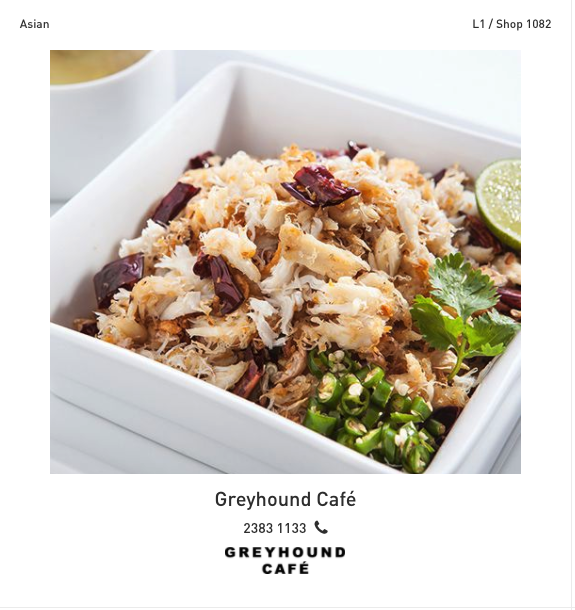 Asian
L1 / Shop 1082
Greyhound Café
2383 1133
GREYHOUND
CAFÉ